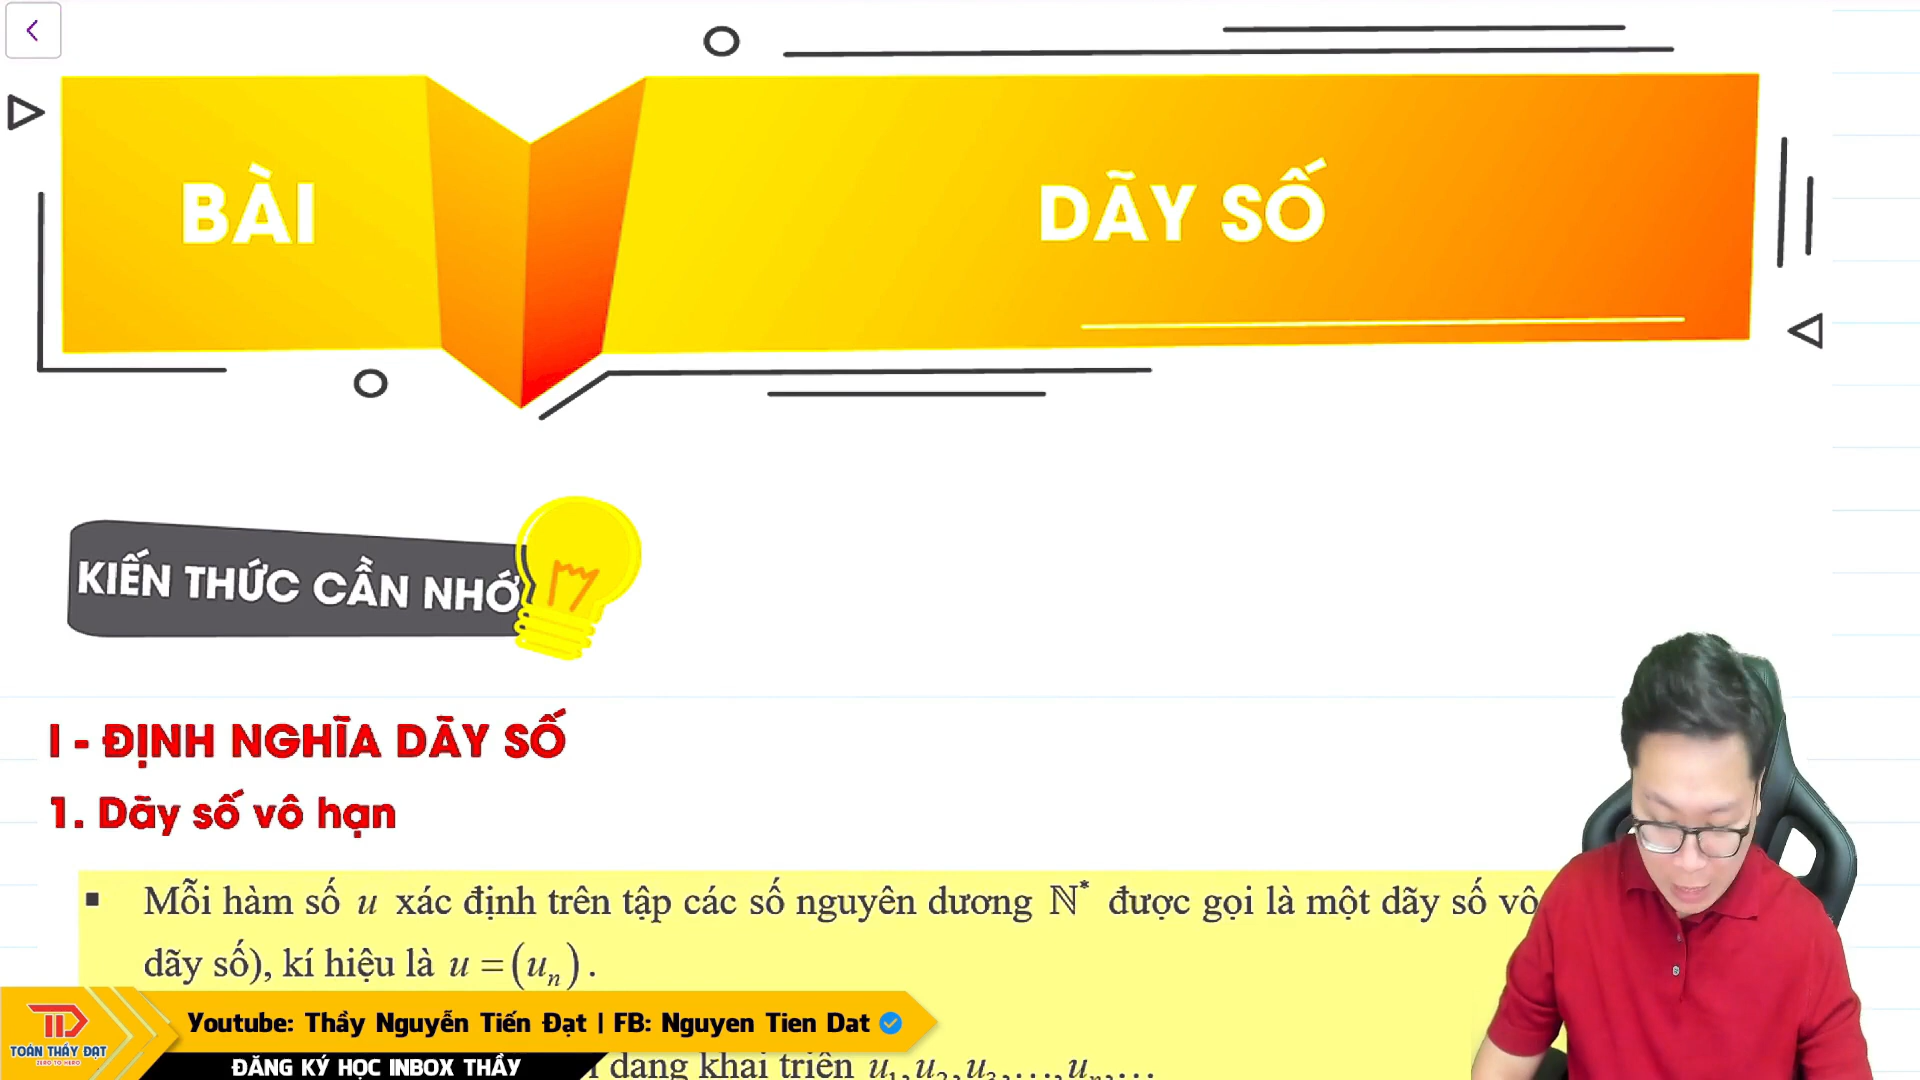 BÀI
DÃY SỐ
KIẾN THỨC CẦN NHỚ
I - ĐỊNH NGHĨA DÃY SỐ
1. Dãy số vô hạn
▪ Mỗi hàm số u xác định trên tập các số nguyên dương ℕ* được gọi là một dãy số vô
dãy số), kí hiệu là u = (uₙ).
dạng khai triển u₁, u₂, u₃, ..., uₙ, ...
TOÁN THẦY ĐẠT
ZERO TO HERO
Youtube: Thầy Nguyễn Tiến Đạt | FB: Nguyen Tien Dat
ĐĂNG KÝ HỌC INBOX THẦY